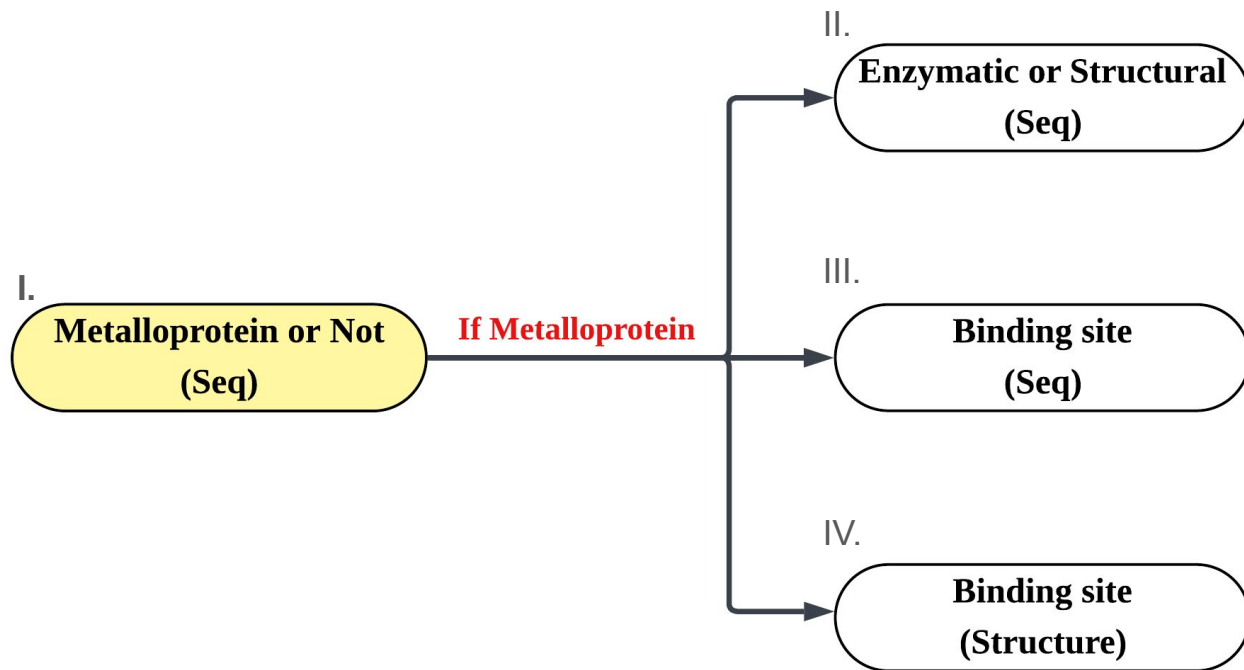 I.
Metalloprotein or Not
(Seq)
If Metalloprotein
II.
Enzymatic or Structural
(Seq)
III.
Binding site
(Seq)
IV.
Binding site
(Structure)